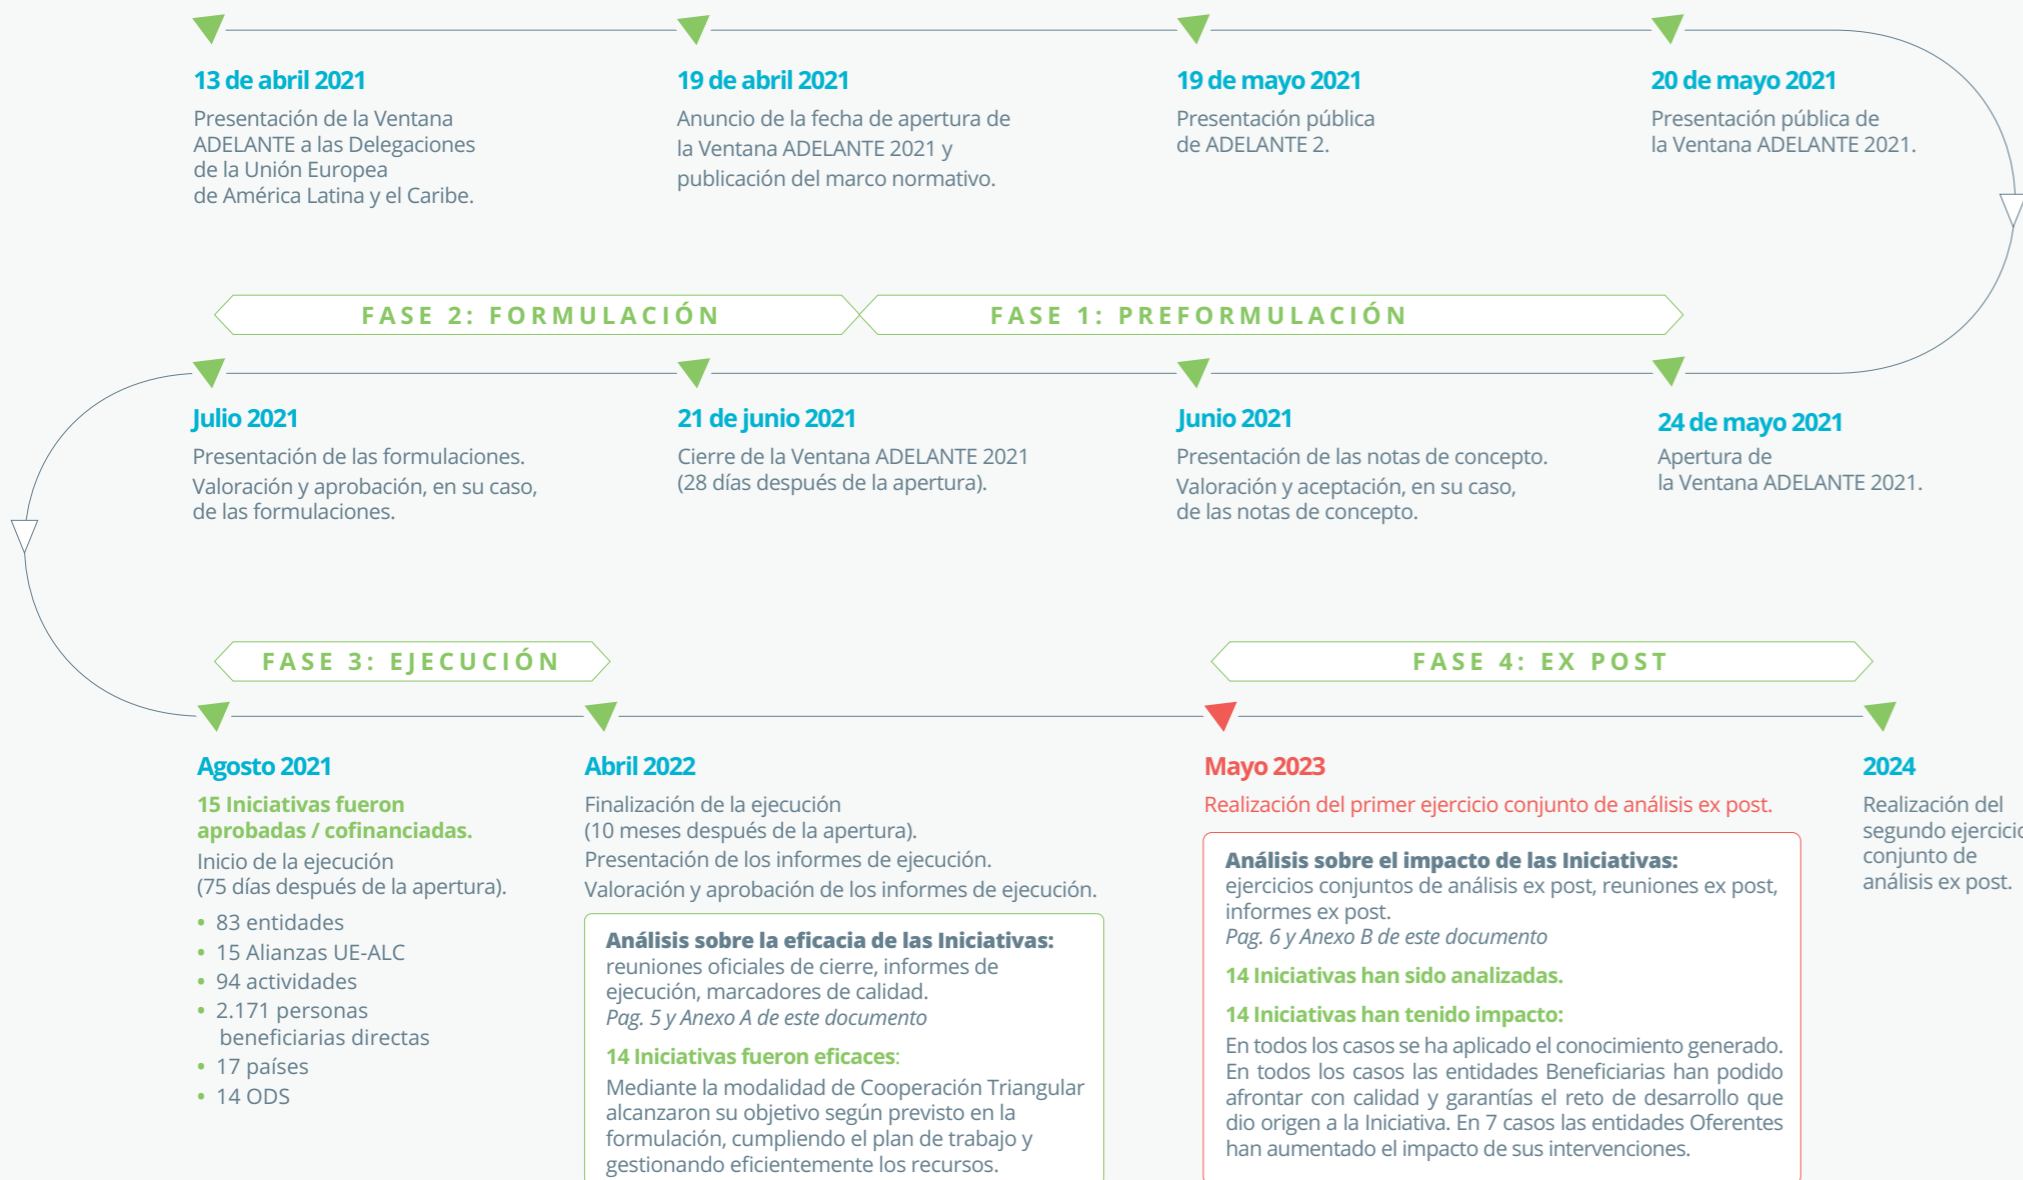 13 de abril 2021
Presentación de la Ventana
ADELANTE a las Delegaciones
de la Unión Europea
de América Latina y el Caribe.
19 de abril 2021
Anuncio de la fecha de apertura de
la Ventana ADELANTE 2021 y
publicación del marco normativo.
19 de mayo 2021
Presentación pública
de ADELANTE 2.
20 de mayo 2021
Presentación pública de
la Ventana ADELANTE 2021.
FASE 1: PREFORMULACIÓN
24 de mayo 2021
Apertura de
la Ventana ADELANTE 2021.
Junio 2021
Presentación de las notas de concepto.
Valoración y aceptación, en su caso,
de las notas de concepto.
FASE 2: FORMULACIÓN
21 de junio 2021
Cierre de la Ventana ADELANTE 2021
(28 días después de la apertura).
Julio 2021
Presentación de las formulaciones.
Valoración y aprobación, en su caso,
de las formulaciones.
FASE 3: EJECUCIÓN
Agosto 2021
15 Iniciativas fueron
aprobadas / cofinanciadas.
Inicio de la ejecución
(75 días después de la apertura).
• 83 entidades
• 15 Alianzas UE-ALC
• 94 actividades
• 2.171 personas
beneficiarias directas
• 17 países
• 14 ODS
Abril 2022
Finalización de la ejecución
(10 meses después de la apertura).
Presentación de los informes de ejecución.
Valoración y aprobación de los informes de ejecución.
Análisis sobre la eficacia de las Iniciativas:
reuniones oficiales de cierre, informes de
ejecución, marcadores de calidad.
Pag. 5 y Anexo A de este documento
14 Iniciativas fueron eficaces:
Mediante la modalidad de Cooperación Triangular
alcanzaron su objetivo según previsto en la
formulación, cumpliendo el plan de trabajo y
gestionando eficientemente los recursos.
FASE 4: EX POST
Mayo 2023
Realización del primer ejercicio conjunto de análisis ex post.
Análisis sobre el impacto de las Iniciativas:
ejercicios conjuntos de análisis ex post, reuniones ex post,
informes ex post.
Pag. 6 y Anexo B de este documento
14 Iniciativas han sido analizadas.
14 Iniciativas han tenido impacto:
En todos los casos se ha aplicado el conocimiento generado.
En todos los casos las entidades Beneficiarias han podido
afrontar con calidad y garantías el reto de desarrollo que
dio origen a la Iniciativa. En 7 casos las entidades Oferentes
han aumentado el impacto de sus intervenciones.
2024
Realización del
segundo ejercicio
conjunto de
análisis ex post.